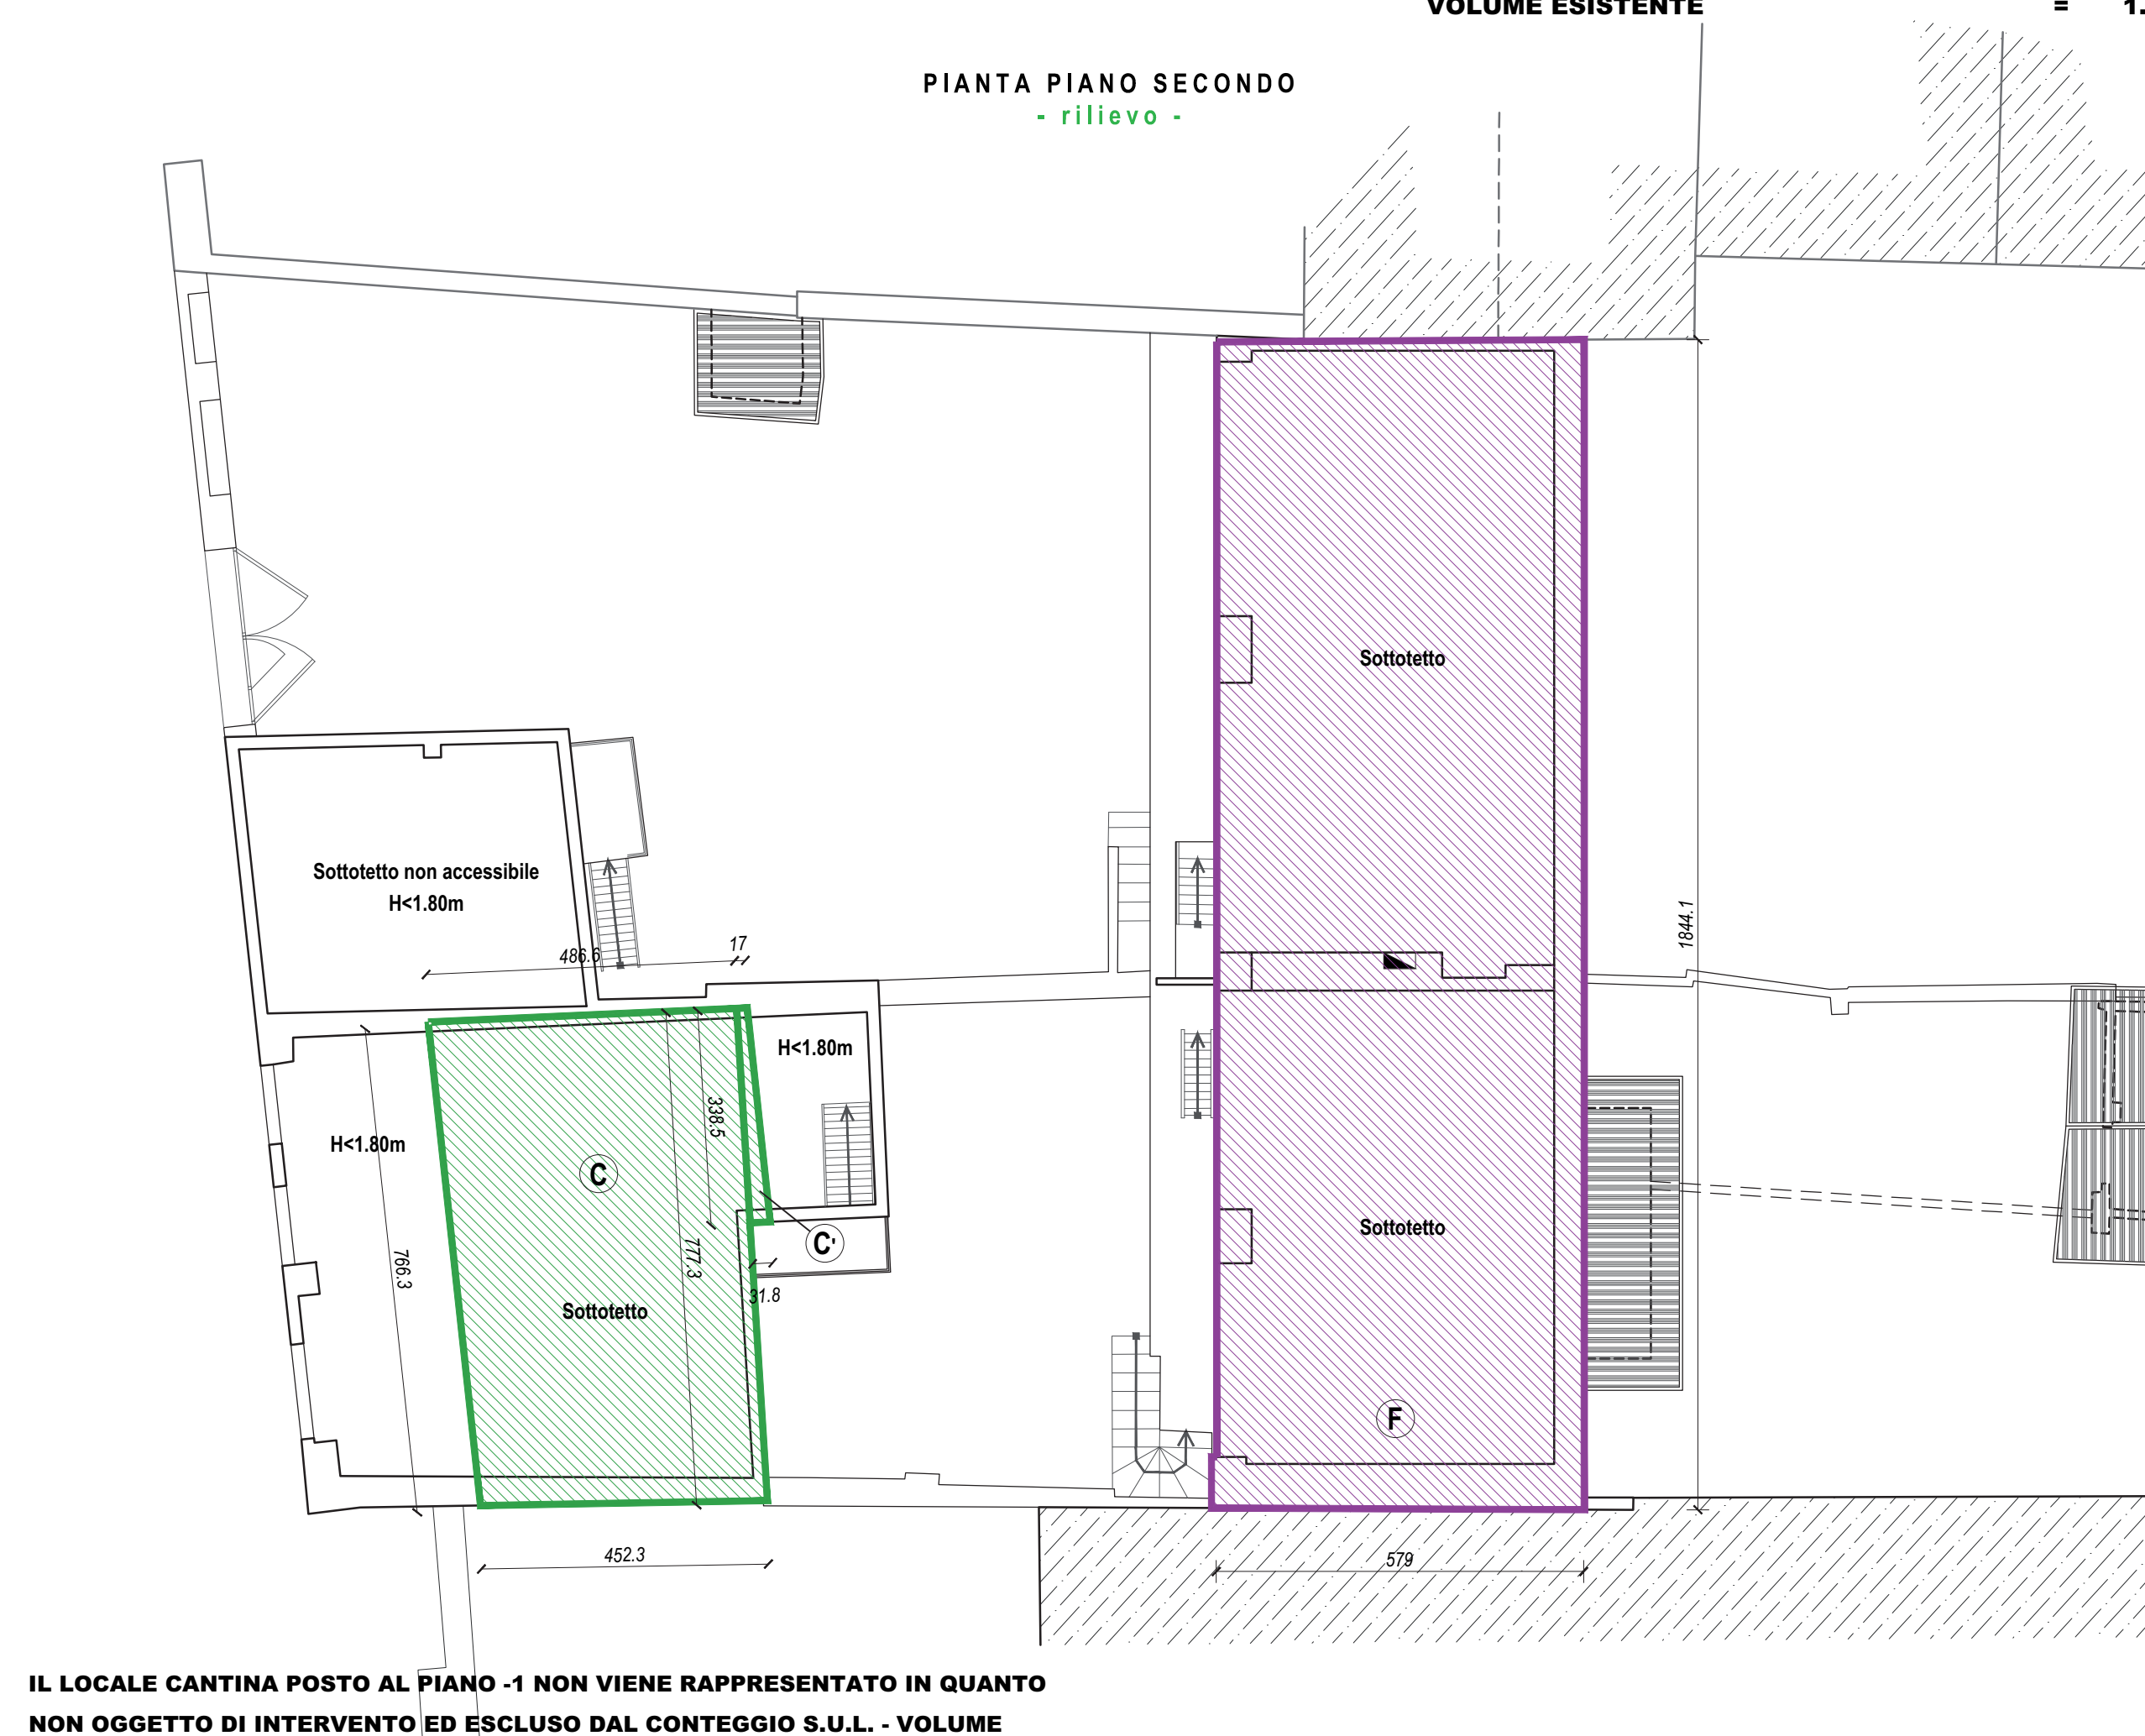 VOLUME ESISTENTE = 1.
PIANTA PIANO SECONDO
- rilievo -
Sottotetto
Sottotetto non accessibile
H<1.80m
1844.1
486.6
17
H<1.80m
338.5
H<1.80m
C
766.3
777.3
C'
Sottotetto
31.8
Sottotetto
F
452.3
579
IL LOCALE CANTINA POSTO AL PIANO -1 NON VIENE RAPPRESENTATO IN QUANTO
NON OGGETTO DI INTERVENTO ED ESCLUSO DAL CONTEGGIO S.U.L. - VOLUME